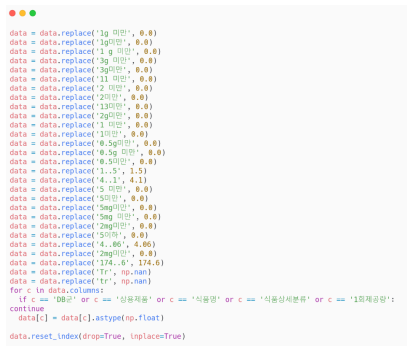 data = data.replace('1g 미만', 0.0)
data = data.replace('1g미만', 0.0)
data = data.replace('1 g 미만', 0.0)
data = data.replace('3g 미만', 0.0)
data = data.replace('3g미만', 0.0)
data = data.replace('11 미만', 0.0)
data = data.replace('2 미만', 0.0)
data = data.replace('2미만', 0.0)
data = data.replace('13미만', 0.0)
data = data.replace('2g미만', 0.0)
data = data.replace('1 미만', 0.0)
data = data.replace('1미만', 0.0)
data = data.replace('0.5g미만', 0.0)
data = data.replace('0.5g 미만', 0.0)
data = data.replace('0.5미만', 0.0)
data = data.replace('1..5', 1.5)
data = data.replace('4..1', 4.1)
data = data.replace('5 미만', 0.0)
data = data.replace('5미만', 0.0)
data = data.replace('5mg미만', 0.0)
data = data.replace('5mg 미만', 0.0)
data = data.replace('2mg미만', 0.0)
data = data.replace('5이하', 0.0)
data = data.replace('4..06', 4.06)
data = data.replace('2mg미만', 0.0)
data = data.replace('174..6', 174.6)
data = data.replace('Tr', np.nan)
data = data.replace('tr', np.nan)
for c in data.columns:
  if c == 'DB군' or c == '상용제품' or c == '식품명' or c == '식품상세분류' or c == '1회제공량':
continue
  data[c] = data[c].astype(np.float)

data.reset_index(drop=True, inplace=True)